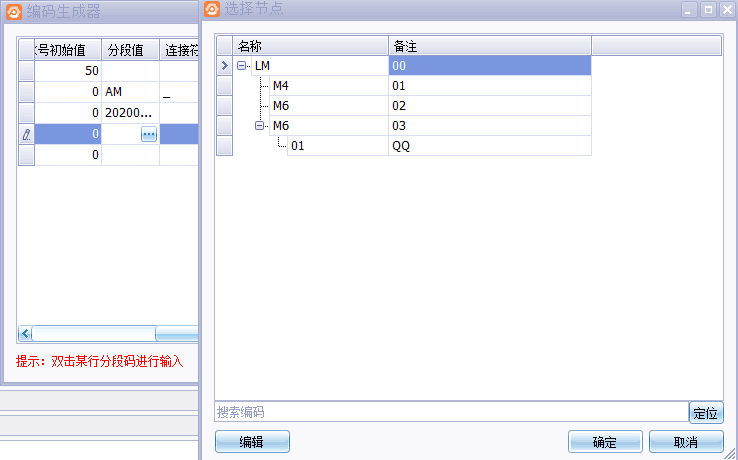 编码生成器
号初始值 分段值 连接符
50
0 AM _
0 20200...
0 ...
0
提示：双击某行分段码进行输入
选择节点
名称 备注
LM 00
M4 01
M6 02
M6 03
01 QQ
搜索编码 定位
编辑 确定 取消